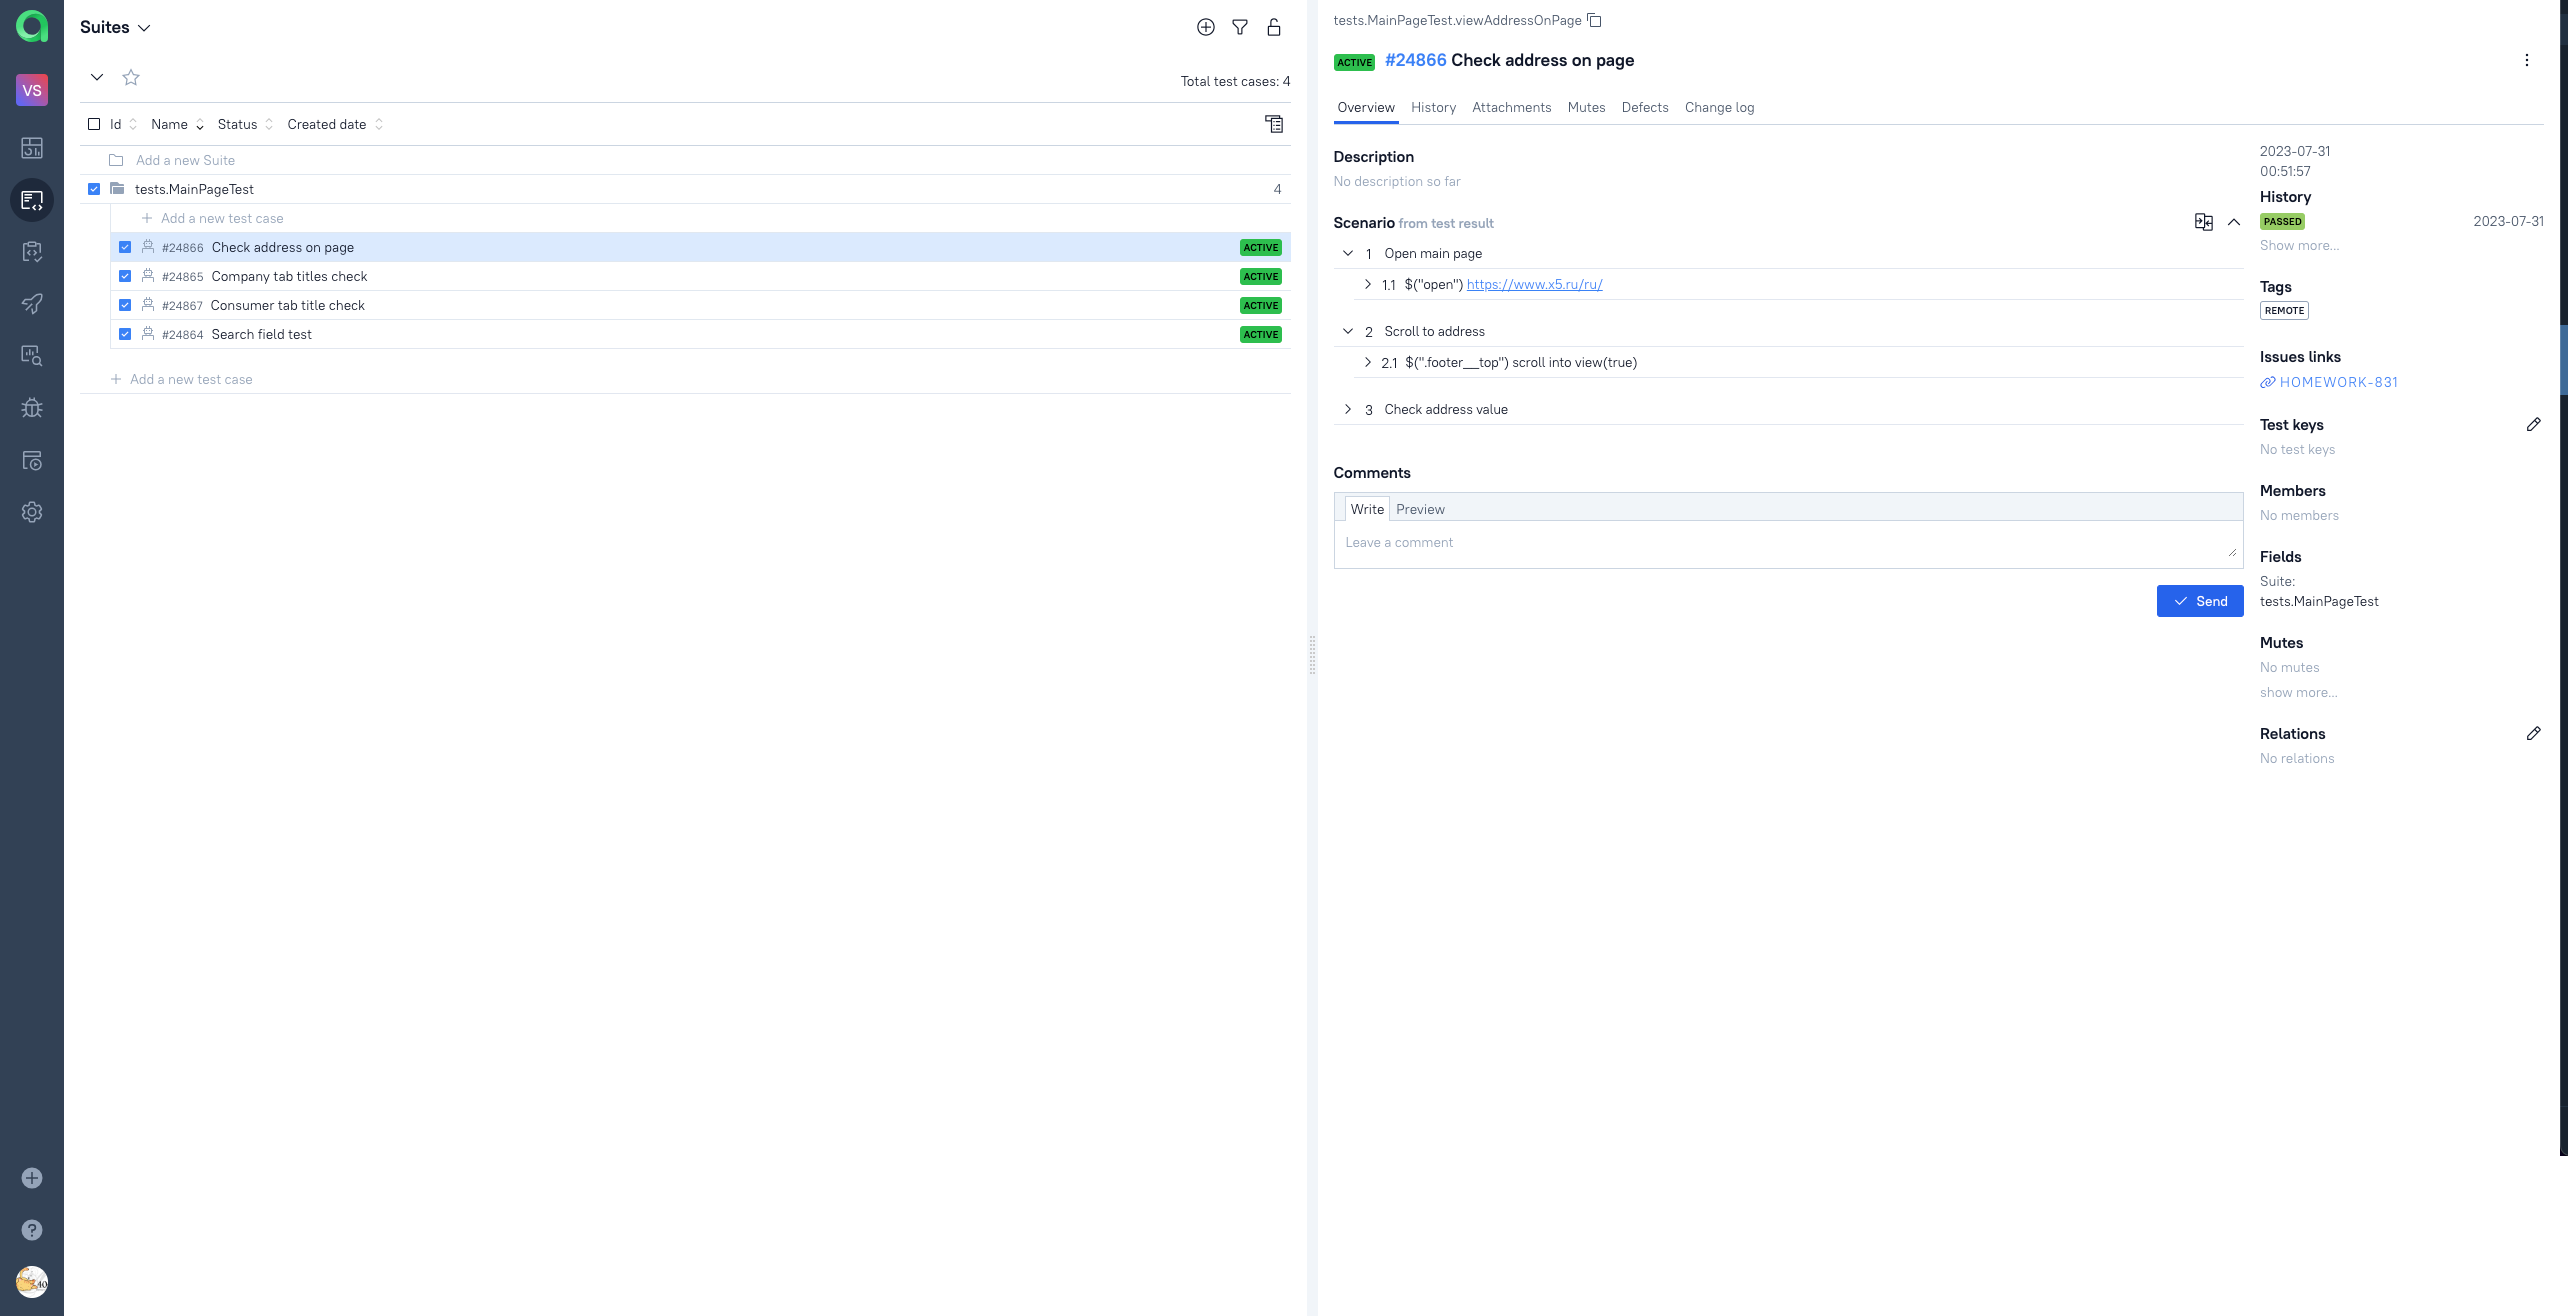 VS
Suites
Total test cases: 4
Id Name Status Created date
Add a new Suite
tests.MainPageTest 4
Add a new test case
#24866 Check address on page ACTIVE
#24865 Company tab titles check ACTIVE
#24867 Consumer tab title check ACTIVE
#24864 Search field test ACTIVE
Add a new test case
tests.MainPageTest.viewAddressOnPage
ACTIVE #24866 Check address on page
Overview History Attachments Mutes Defects Change log
Description
No description so far
Scenario from test result
1 Open main page
1.1 $("open") https://www.x5.ru/ru/
2 Scroll to address
2.1 $(".footer__top") scroll into view(true)
3 Check address value
Comments
Write Preview
Leave a comment
Send
2023-07-31
00:51:57
History
PASSED 2023-07-31
Show more...
Tags
REMOTE
Issues links
HOMEWORK-831
Test keys
No test keys
Members
No members
Fields
Suite:
tests.MainPageTest
Mutes
No mutes
show more...
Relations
No relations